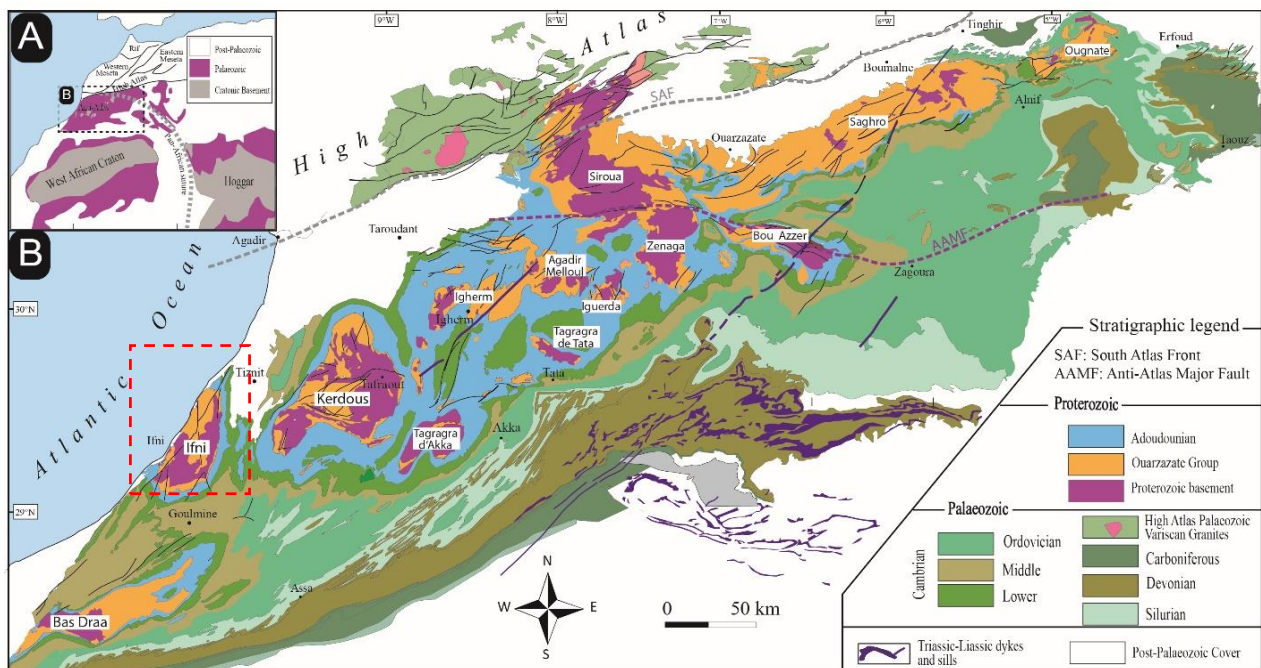 A
Rif
Eastern
Meseta
Western
Meseta
Post-Palaeozoic
Palaeozoic
Cratonic Basement
B
Pan-African suture
West African Craton
Hoggar
9°W
8°W
7°W
6°W
5°W
High Atlas
SAF
Tinghir
Erfoud
Ougnate
Boumalne
Alnif
Taouz
Saghro
Ouarzazate
Siroua
Agadir
Taroudant
B
Zenaga
Bou Azzer
AAMF
Zagoura
Agadir
Melloul
Igherm
Igherm
Iguerda
30°N
Atlantic Ocean
Tagragra
de Tata
Tata
Tiznit
Tafraout
Kerdous
Ifni
Ifni
Tagragra
d'Akka
Akka
29°N
Goulmine
Assa
Bas Draa
N
W E
S
0 50 km
Stratigraphic legend
SAF: South Atlas Front
AAMF: Anti-Atlas Major Fault
Proterozoic
Adoudounian
Ouarzazate Group
Proterozoic basement
Palaeozoic
Cambrian
Ordovician
Middle
Lower
High Atlas Palaeozoic
Variscan Granites
Carboniferous
Devonian
Silurian
Triassic-Liassic dykes
and sills
Post-Palaeozoic Cover